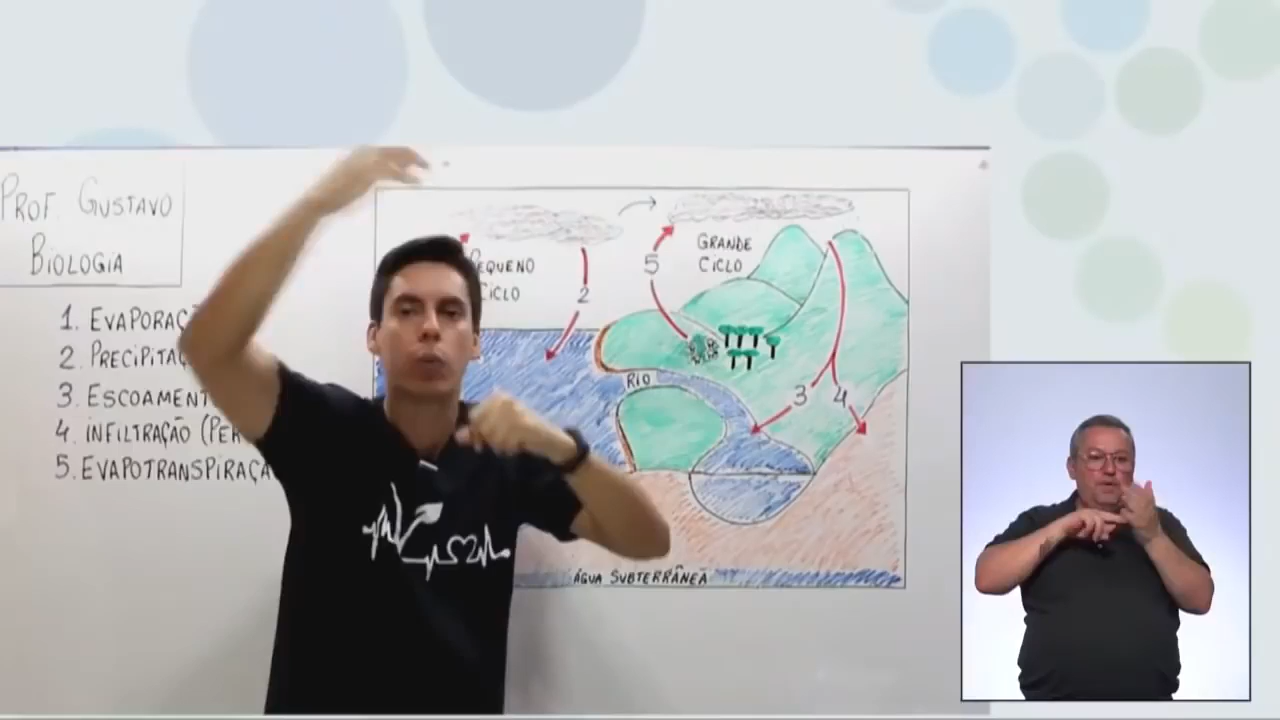 PROF. GUSTAVO
BIOLOGIA
1. EVAPORAÇ
2. PRECIPITAÇ
3. ESCOAMENT
4. INFILTRAÇÃO (PER
5. EVAPOTRANSPIRAÇÃ
PEQUENO
CICLO
2
5
GRANDE
CICLO
RIO
3
4
ÁGUA SUBTERRÂNEA